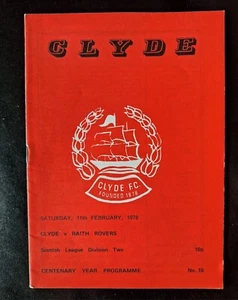 CLYDE
CLYDE F.C.
FOUNDED 1878
SATURDAY, 11th FEBRUARY, 1978
CLYDE v RAITH ROVERS
Scottish League Division Two 10p
CENTENARY YEAR PROGRAMME No. 15